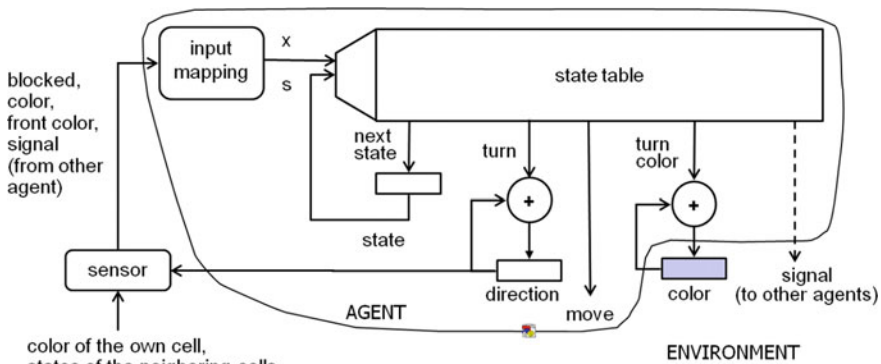 input
mapping
x
s
state table
blocked,
color,
front color,
signal
(from other
agent)
next
state
turn
turn
color
+
+
state
sensor
direction
color
signal
(to other agents)
AGENT
move
color of the own cell,
ENVIRONMENT